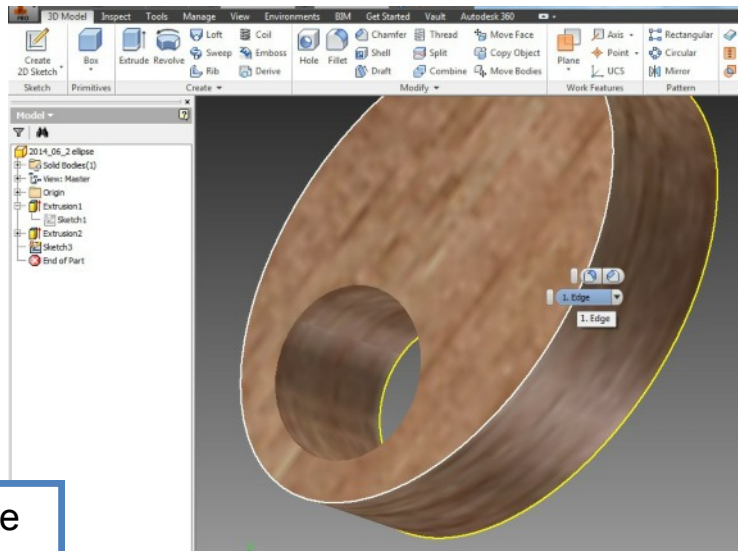 3D Model Inspect Tools Manage View Environments BIM Get Started Vault Autodesk 360
PRO
Create
2D Sketch
Box
Extrude Revolve
Loft
Sweep
Rib
Coil
Emboss
Derive
Hole Fillet
Chamfer
Shell
Draft
Thread
Split
Combine
Move Face
Copy Object
Move Bodies
Plane
Axis
Point
UCS
Rectangular
Circular
Mirror
Sketch Primitives Create Modify Work Features Pattern
Model
2014_06_2 elipse
Solid Bodies(1)
View: Master
Origin
Extrusion1
Sketch1
Extrusion2
Sketch3
End of Part
1. Edge
1. Edge
e